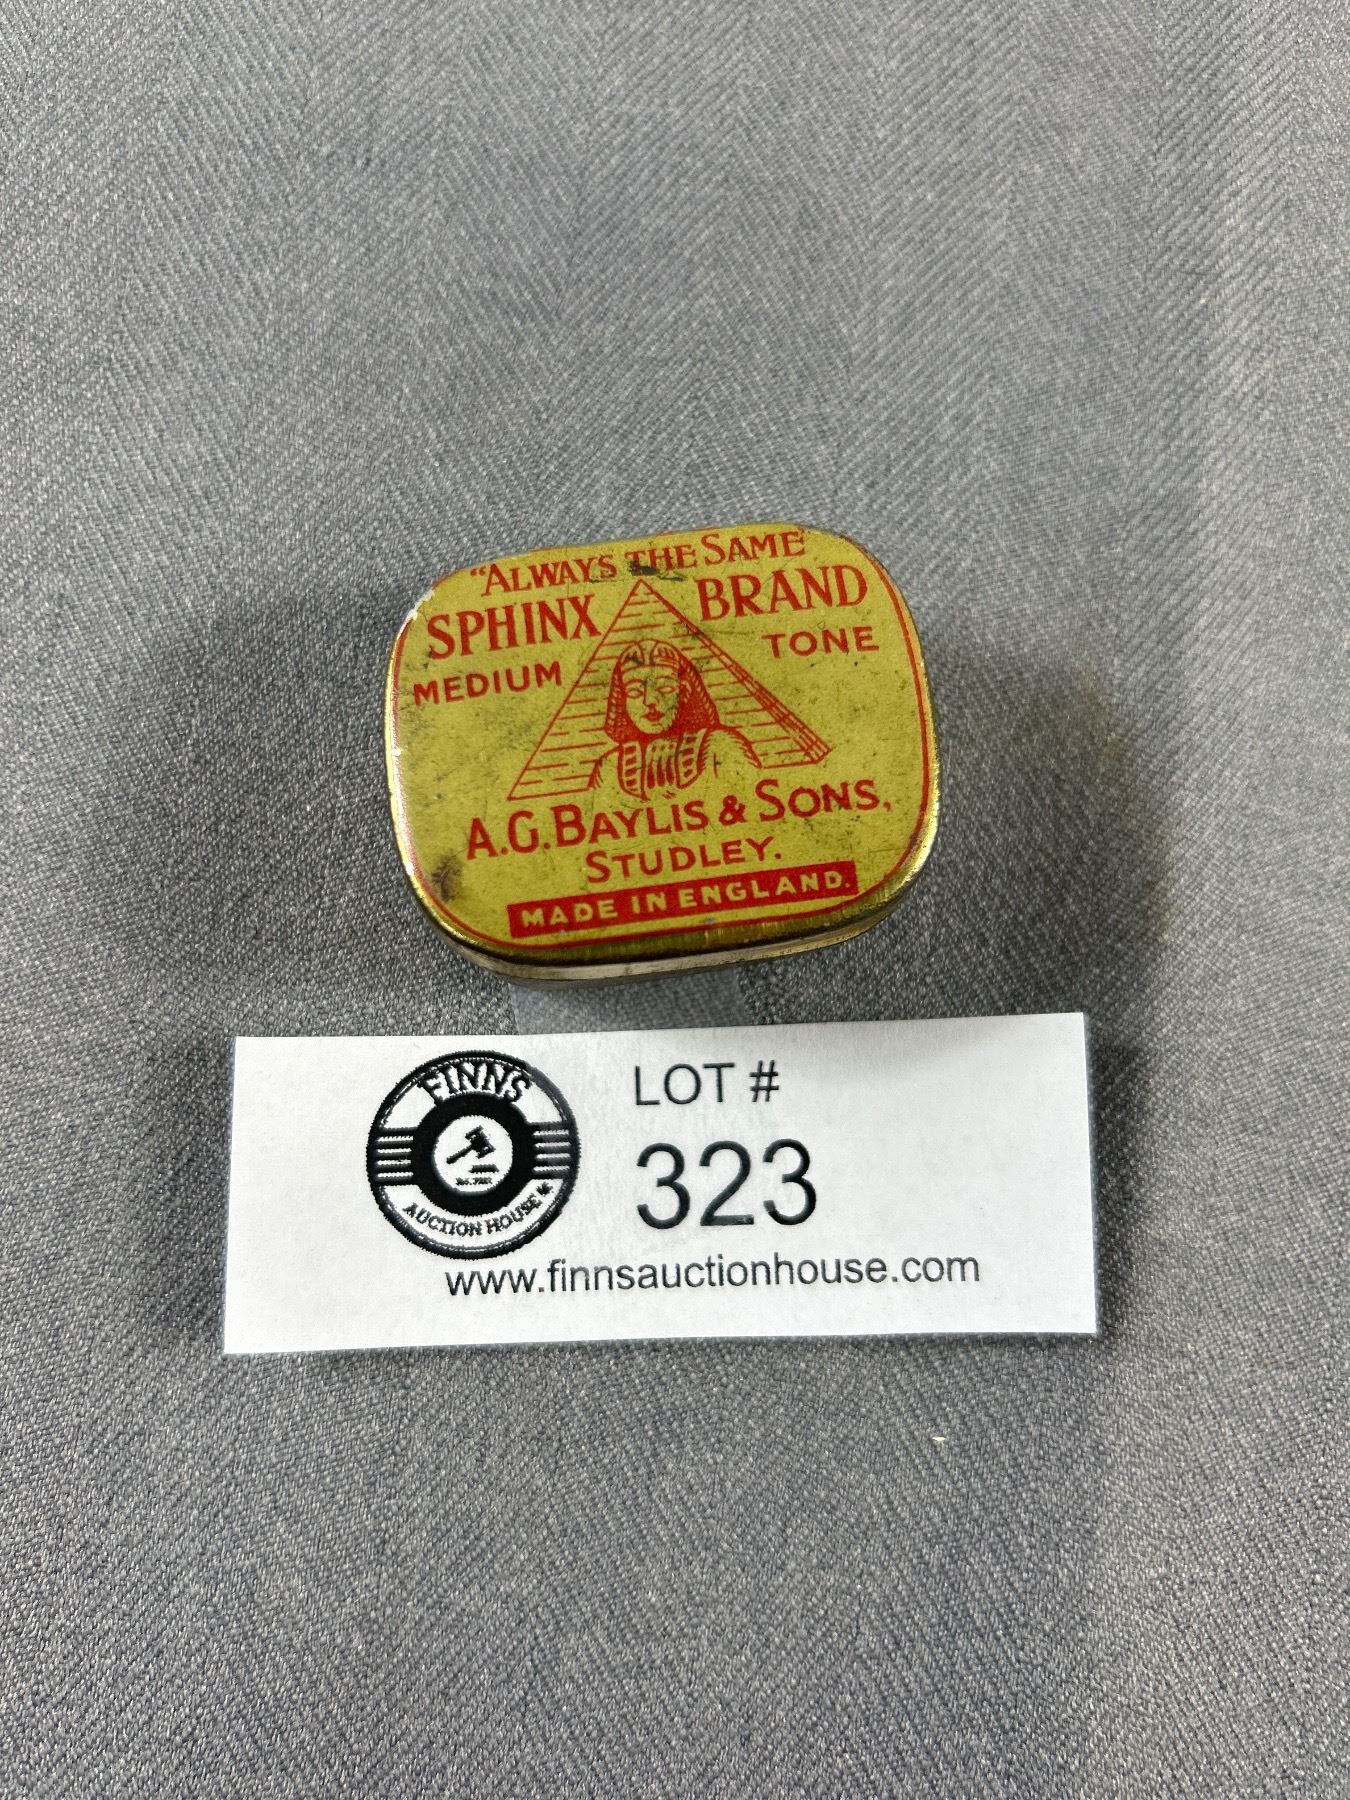 "ALWAYS THE SAME
SPHINX BRAND
MEDIUM TONE
A.G. BAYLIS & SONS,
STUDLEY.
MADE IN ENGLAND.
FINNS
AUCTION HOUSE
LOT #
323
www.finnsauctionhouse.com